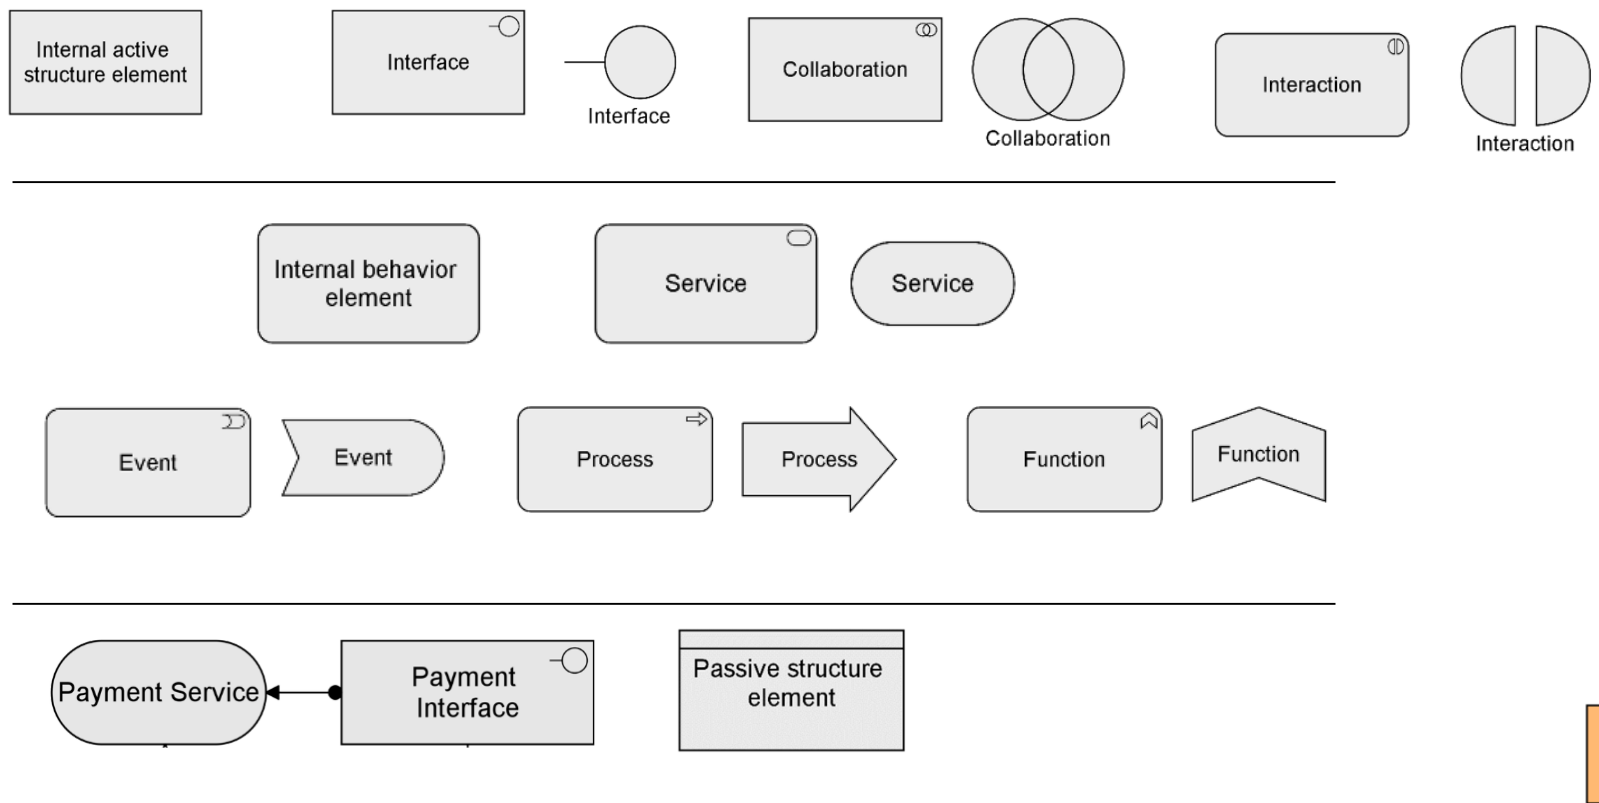 Internal active
structure element
Interface
Interface
Collaboration
Collaboration
Interaction
Interaction
Internal behavior
element
Service
Service
Event
Event
Process
Process
Function
Function
Payment Service
Payment
Interface
Passive structure
element